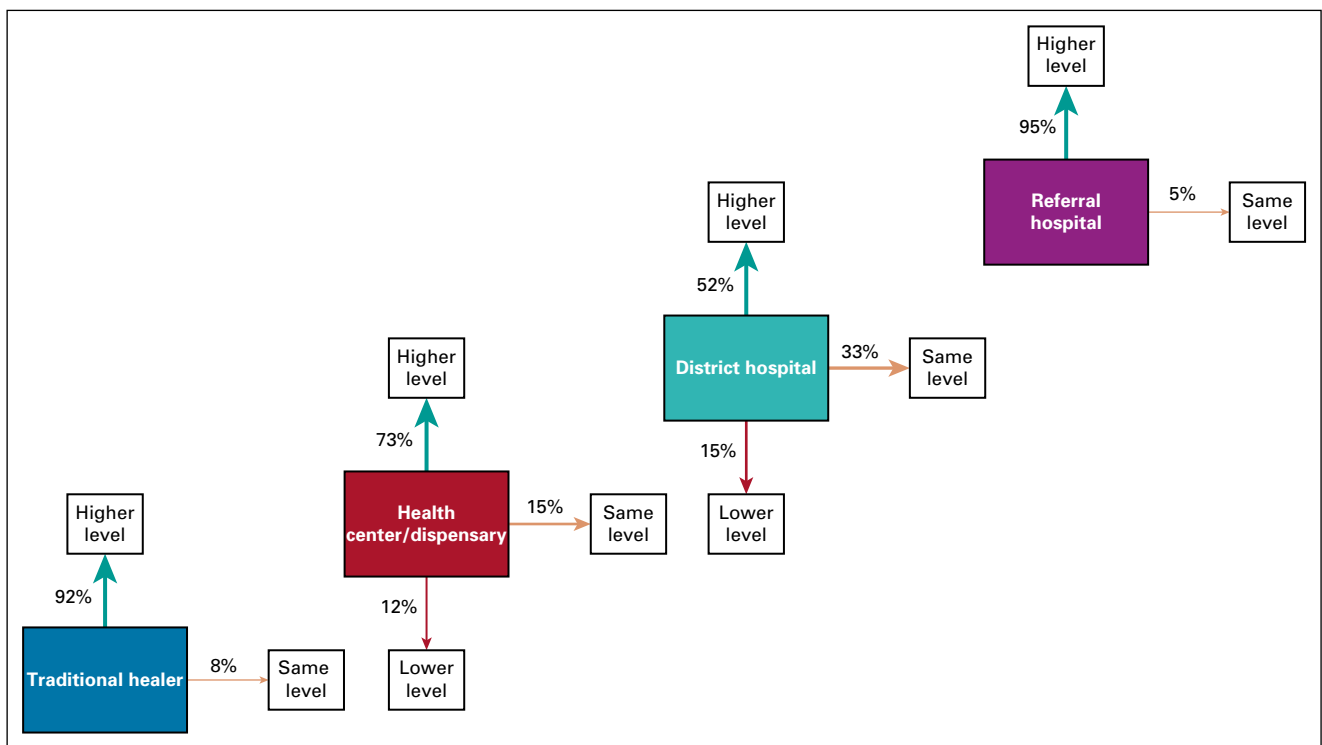 Higher
level
95%
Referral
hospital
5%
Same
level
Higher
level
52%
District hospital
33%
Same
level
15%
Lower
level
Higher
level
73%
Health
center/dispensary
15%
Same
level
12%
Lower
level
Higher
level
92%
Traditional healer
8%
Same
level